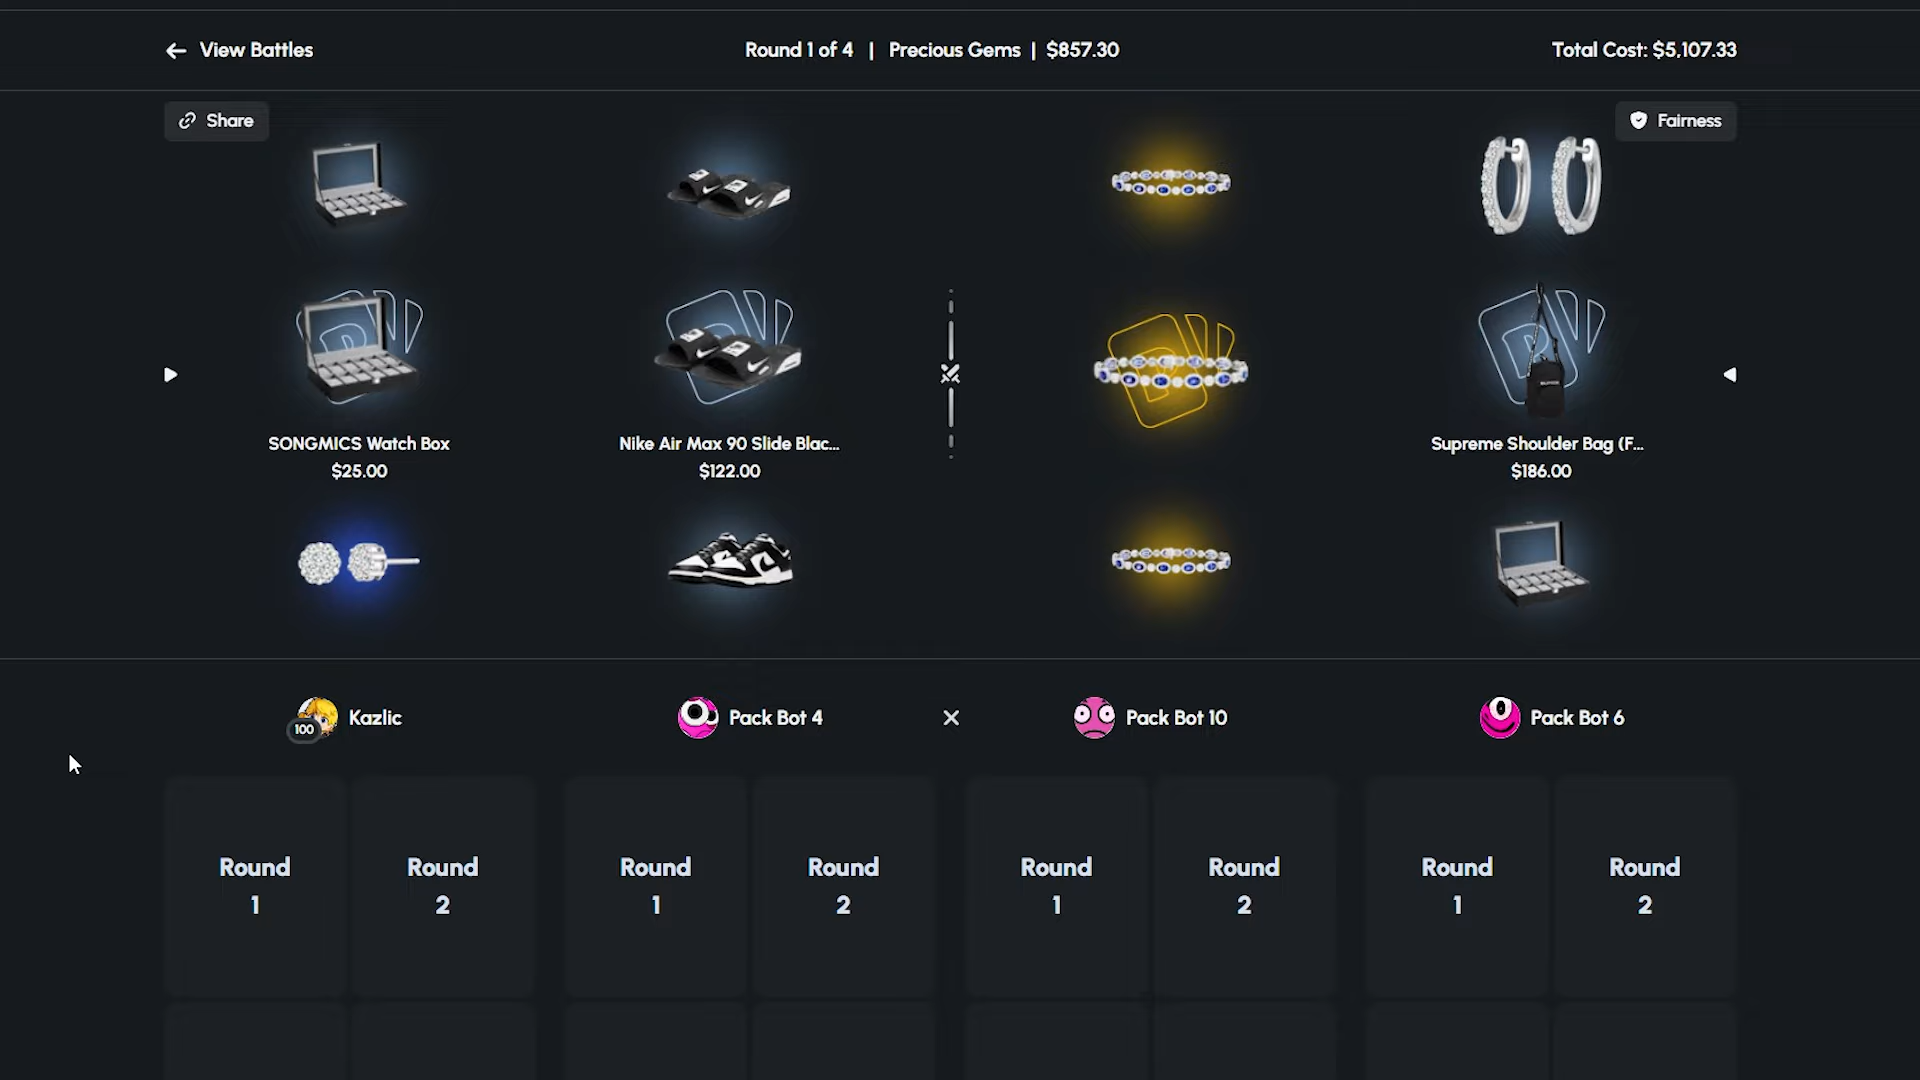 View Battles
Round 1 of 4 | Precious Gems | $857.30
Total Cost: $5,107.33
Share
Fairness
SONGMICS Watch Box
$25.00
Nike Air Max 90 Slide Blac...
$122.00
Supreme Shoulder Bag (F...
$186.00
100
Kazlic
Pack Bot 4
Pack Bot 10
Pack Bot 6
Round
1
Round
2
Round
1
Round
2
Round
1
Round
2
Round
1
Round
2